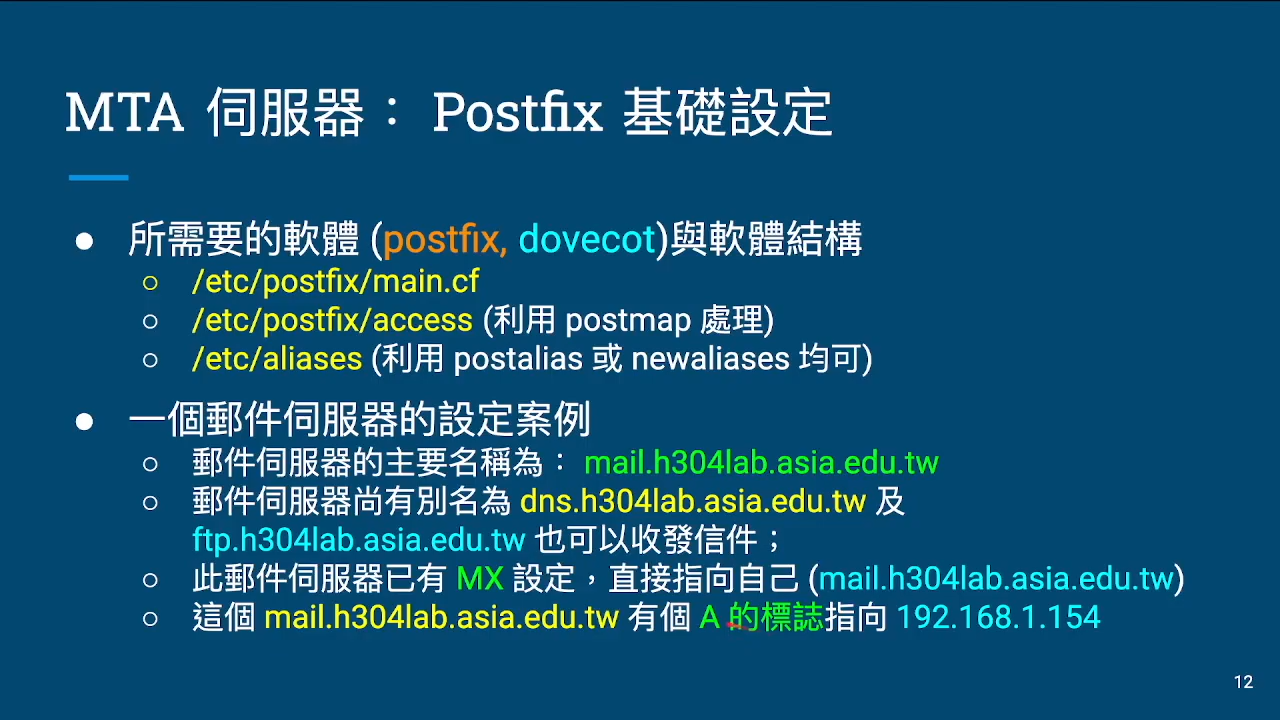 MTA 伺服器： Postfix 基礎設定
● 所需要的軟體 (postfix, dovecot)與軟體結構
○ /etc/postfix/main.cf
○ /etc/postfix/access (利用 postmap 處理)
○ /etc/aliases (利用 postalias 或 newaliases 均可)
● 一個郵件伺服器的設定案例
○ 郵件伺服器的主要名稱為： mail.h304lab.asia.edu.tw
○ 郵件伺服器尚有別名為 dns.h304lab.asia.edu.tw 及
ftp.h304lab.asia.edu.tw 也可以收發信件；
○ 此郵件伺服器已有 MX 設定，直接指向自己 (mail.h304lab.asia.edu.tw)
○ 這個 mail.h304lab.asia.edu.tw 有個 A 的標誌指向 192.168.1.154
12